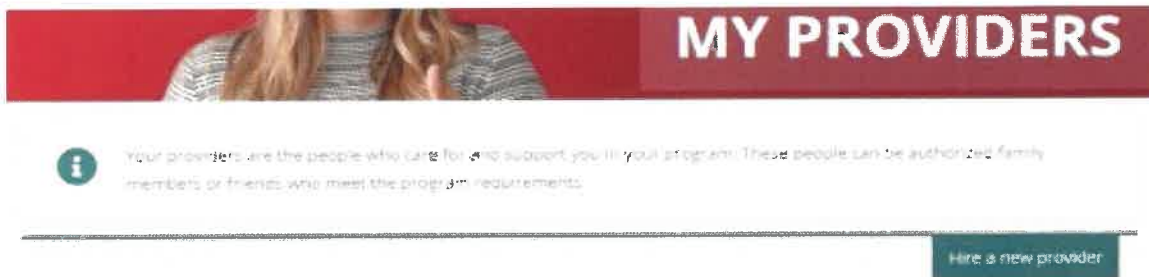 MY PROVIDERS
Your providers are the people who care for and support you in your program. These people can be authorized family
members or friends who meet the program requirements.
Hire a new provider